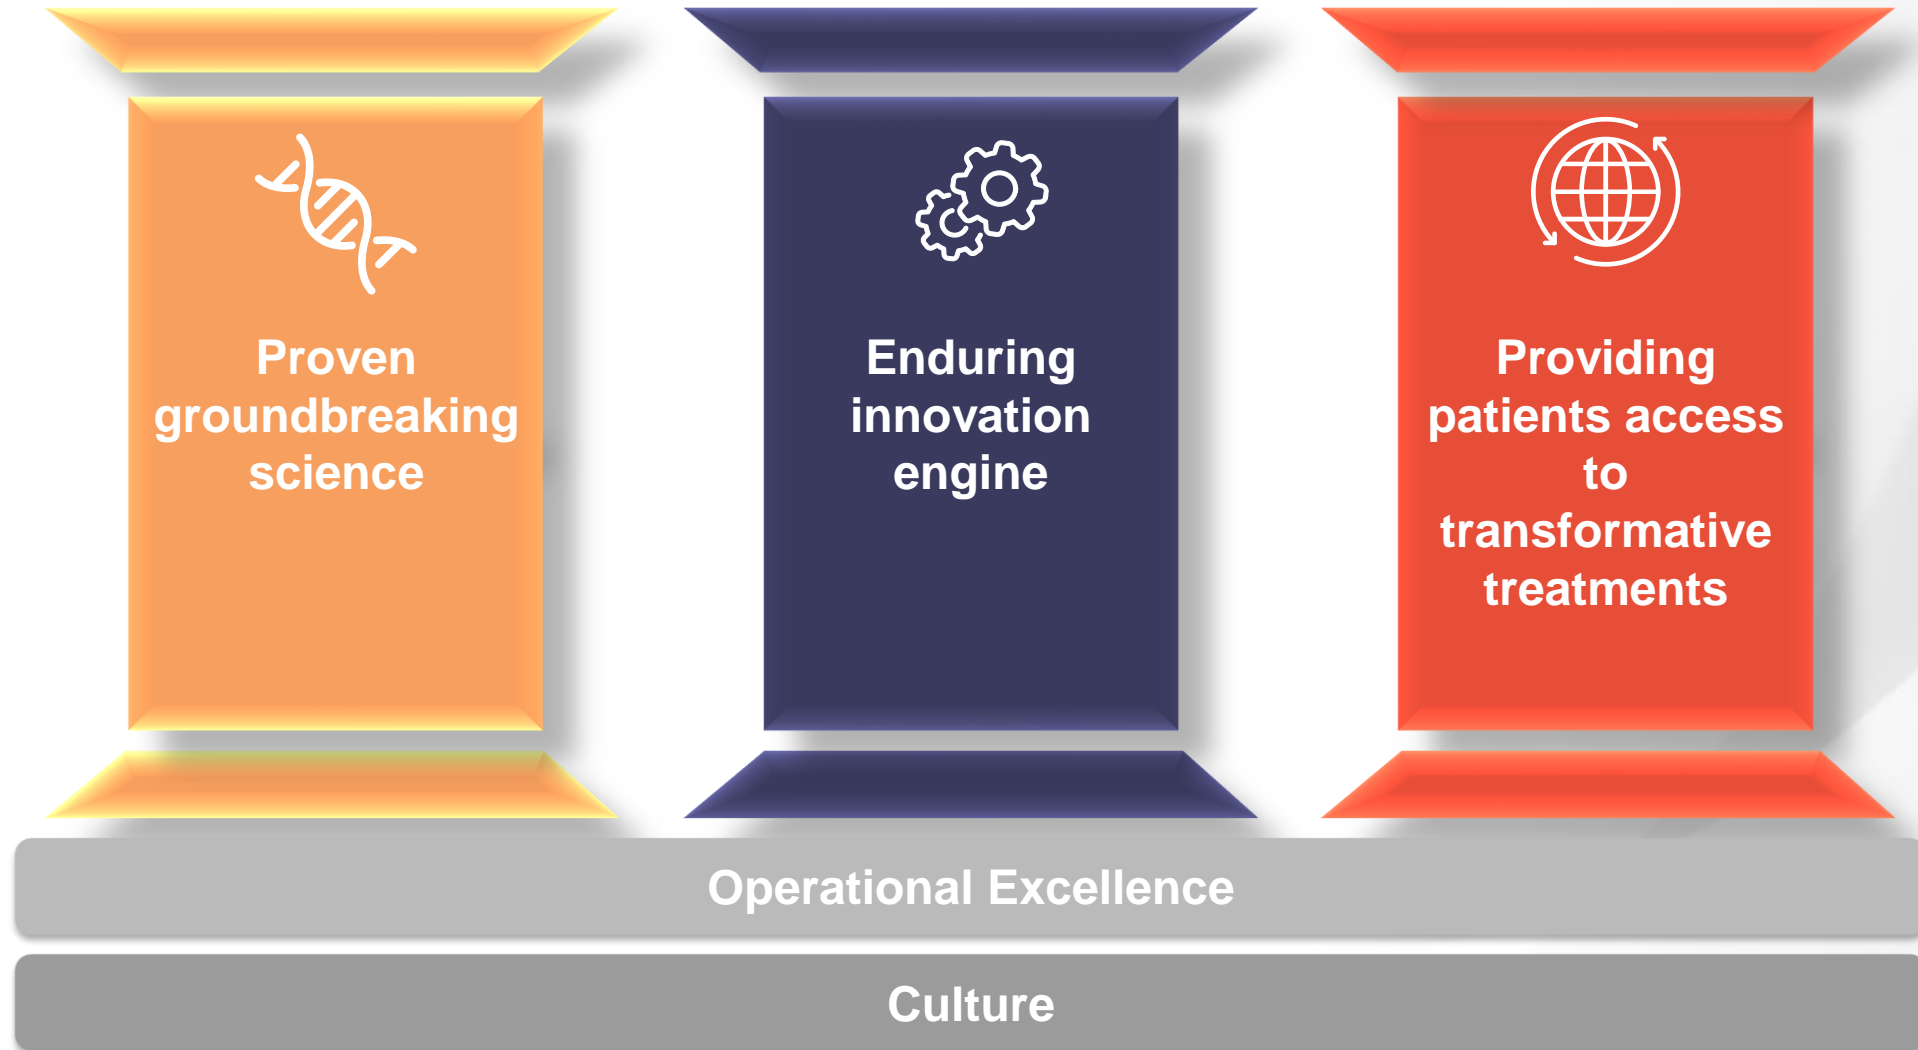 Proven
groundbreaking
science
Enduring
innovation
engine
Providing
patients access
to
transformative
treatments
Operational Excellence
Culture